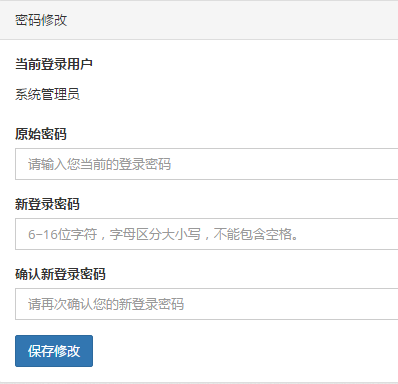 密码修改
当前登录用户
系统管理员
原始密码
请输入您当前的登录密码
新登录密码
6-16位字符，字母区分大小写，不能包含空格。
确认新登录密码
请再次确认您的新登录密码
保存修改